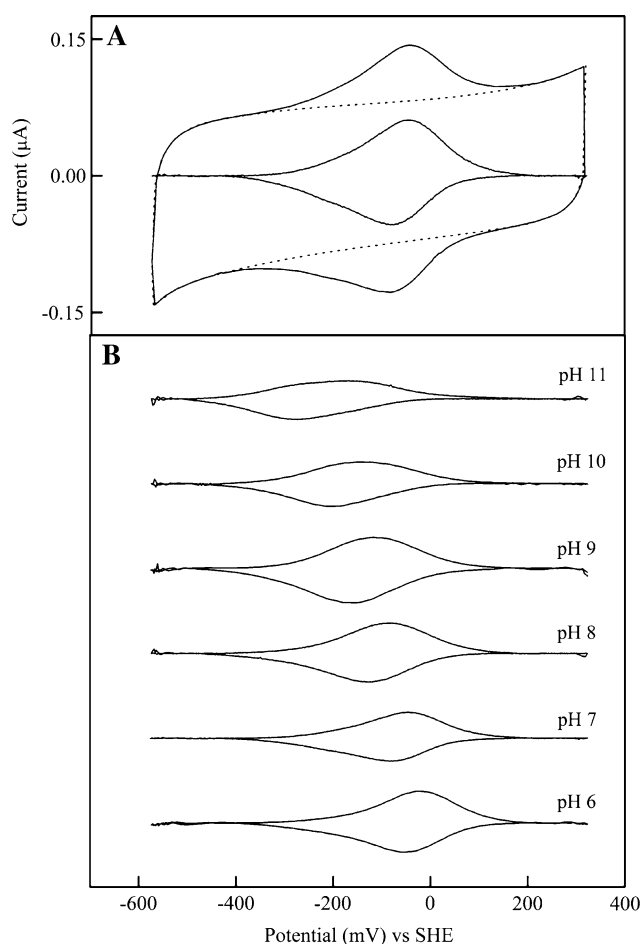 A
0.15
0.00
-0.15
Current (μA)
B
pH 11
pH 10
pH 9
pH 8
pH 7
pH 6
-600 -400 -200 0 200 400
Potential (mV) vs SHE